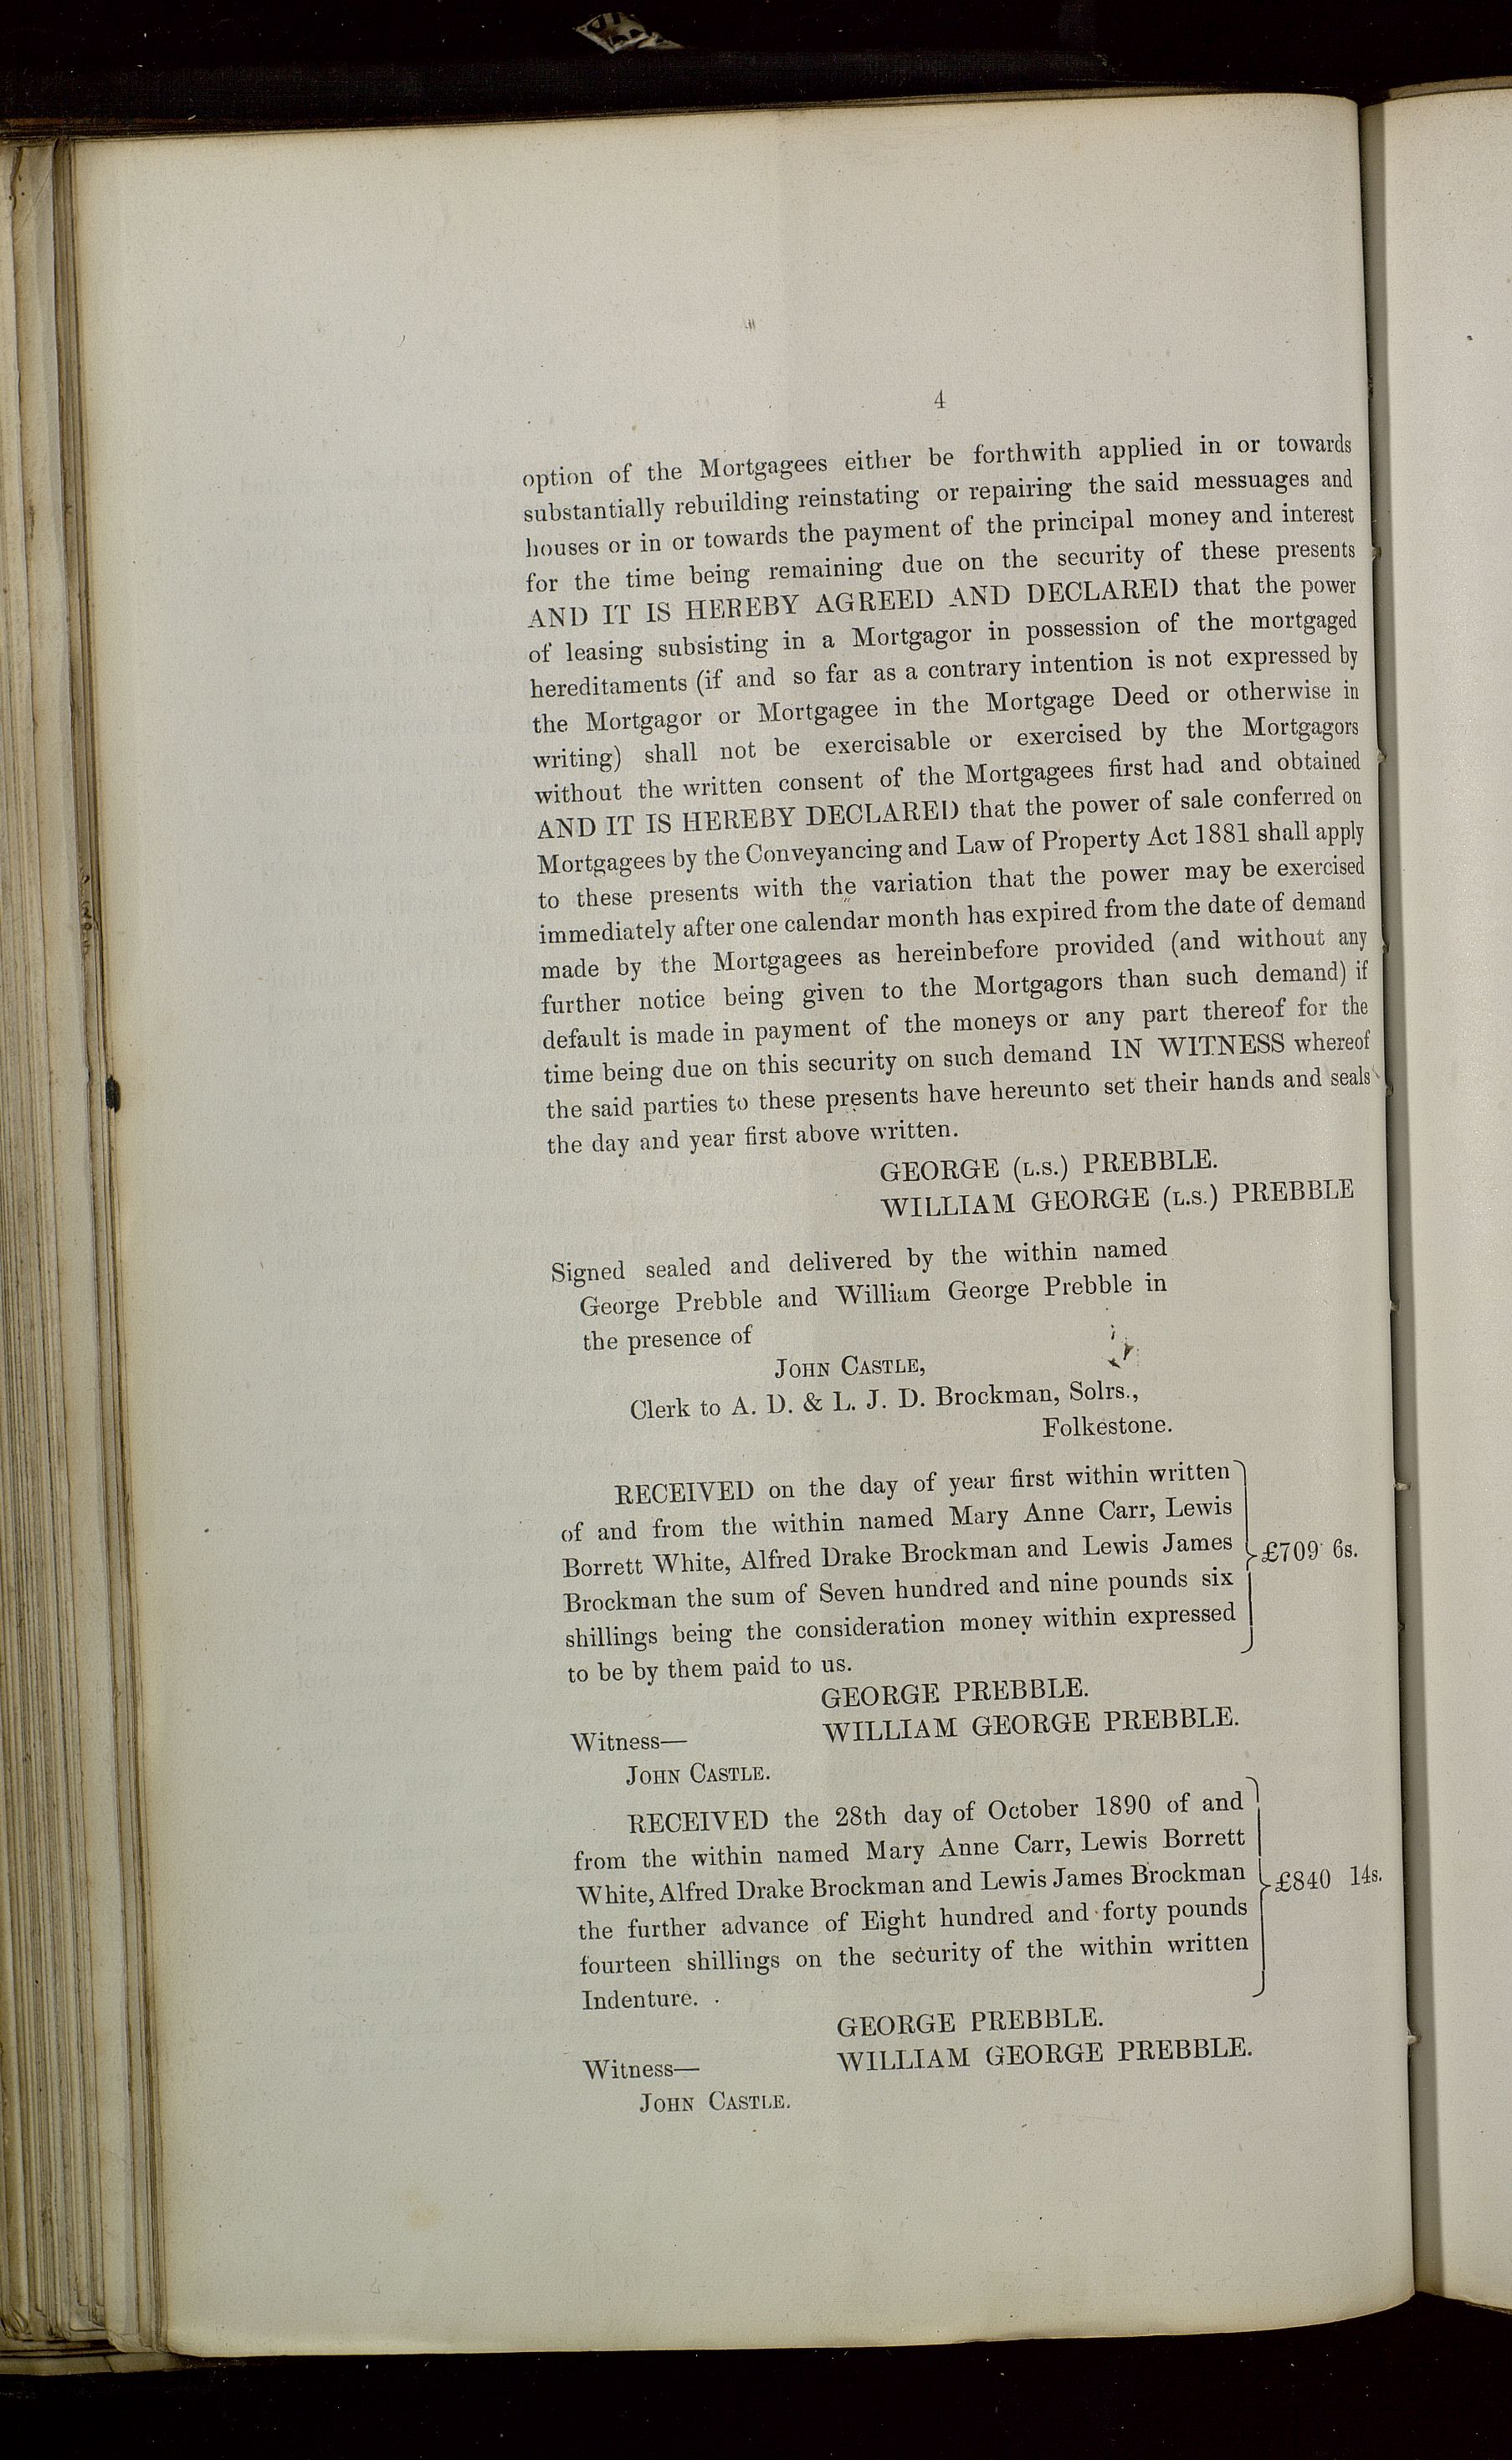 4
option of the Mortgagees either be forthwith applied in or towards
substantially rebuilding reinstating or repairing the said messuages and
houses or in or towards the payment of the principal money and interest
for the time being remaining due on the security of these presents
AND IT IS HEREBY AGREED AND DECLARED that the power
of leasing subsisting in a Mortgagor in possession of the mortgaged
hereditaments (if and so far as a contrary intention is not expressed by
the Mortgagor or Mortgagee in the Mortgage Deed or otherwise in
writing) shall not be exercisable or exercised by the Mortgagors
without the written consent of the Mortgagees first had and obtained
AND IT IS HEREBY DECLARED that the power of sale conferred on
Mortgagees by the Conveyancing and Law of Property Act 1881 shall apply
to these presents with the variation that the power may be exercised
immediately after one calendar month has expired from the date of demand
made by the Mortgagees as hereinbefore provided (and without any
further notice being given to the Mortgagors than such demand) if
default is made in payment of the moneys or any part thereof for the
time being due on this security on such demand IN WITNESS whereof
the said parties to these presents have hereunto set their hands and seals
the day and year first above written.
GEORGE (L.S.) PREBBLE.
WILLIAM GEORGE (L.S.) PREBBLE
Signed sealed and delivered by the within named
George Prebble and William George Prebble in
the presence of
JOHN CASTLE,
Clerk to A. D. & L. J. D. Brockman, Solrs.,
Folkestone.
RECEIVED on the day of year first within written
of and from the within named Mary Anne Carr, Lewis
Borrett White, Alfred Drake Brockman and Lewis James
Brockman the sum of Seven hundred and nine pounds six
shillings being the consideration money within expressed
to be by them paid to us.
£709 6s.
GEORGE PREBBLE.
WILLIAM GEORGE PREBBLE.
Witness—
JOHN CASTLE.
RECEIVED the 28th day of October 1890 of and
from the within named Mary Anne Carr, Lewis Borrett
White, Alfred Drake Brockman and Lewis James Brockman
the further advance of Eight hundred and forty pounds
fourteen shillings on the security of the within written
Indenture.
£840 14s.
GEORGE PREBBLE.
WILLIAM GEORGE PREBBLE.
Witness—
JOHN CASTLE.